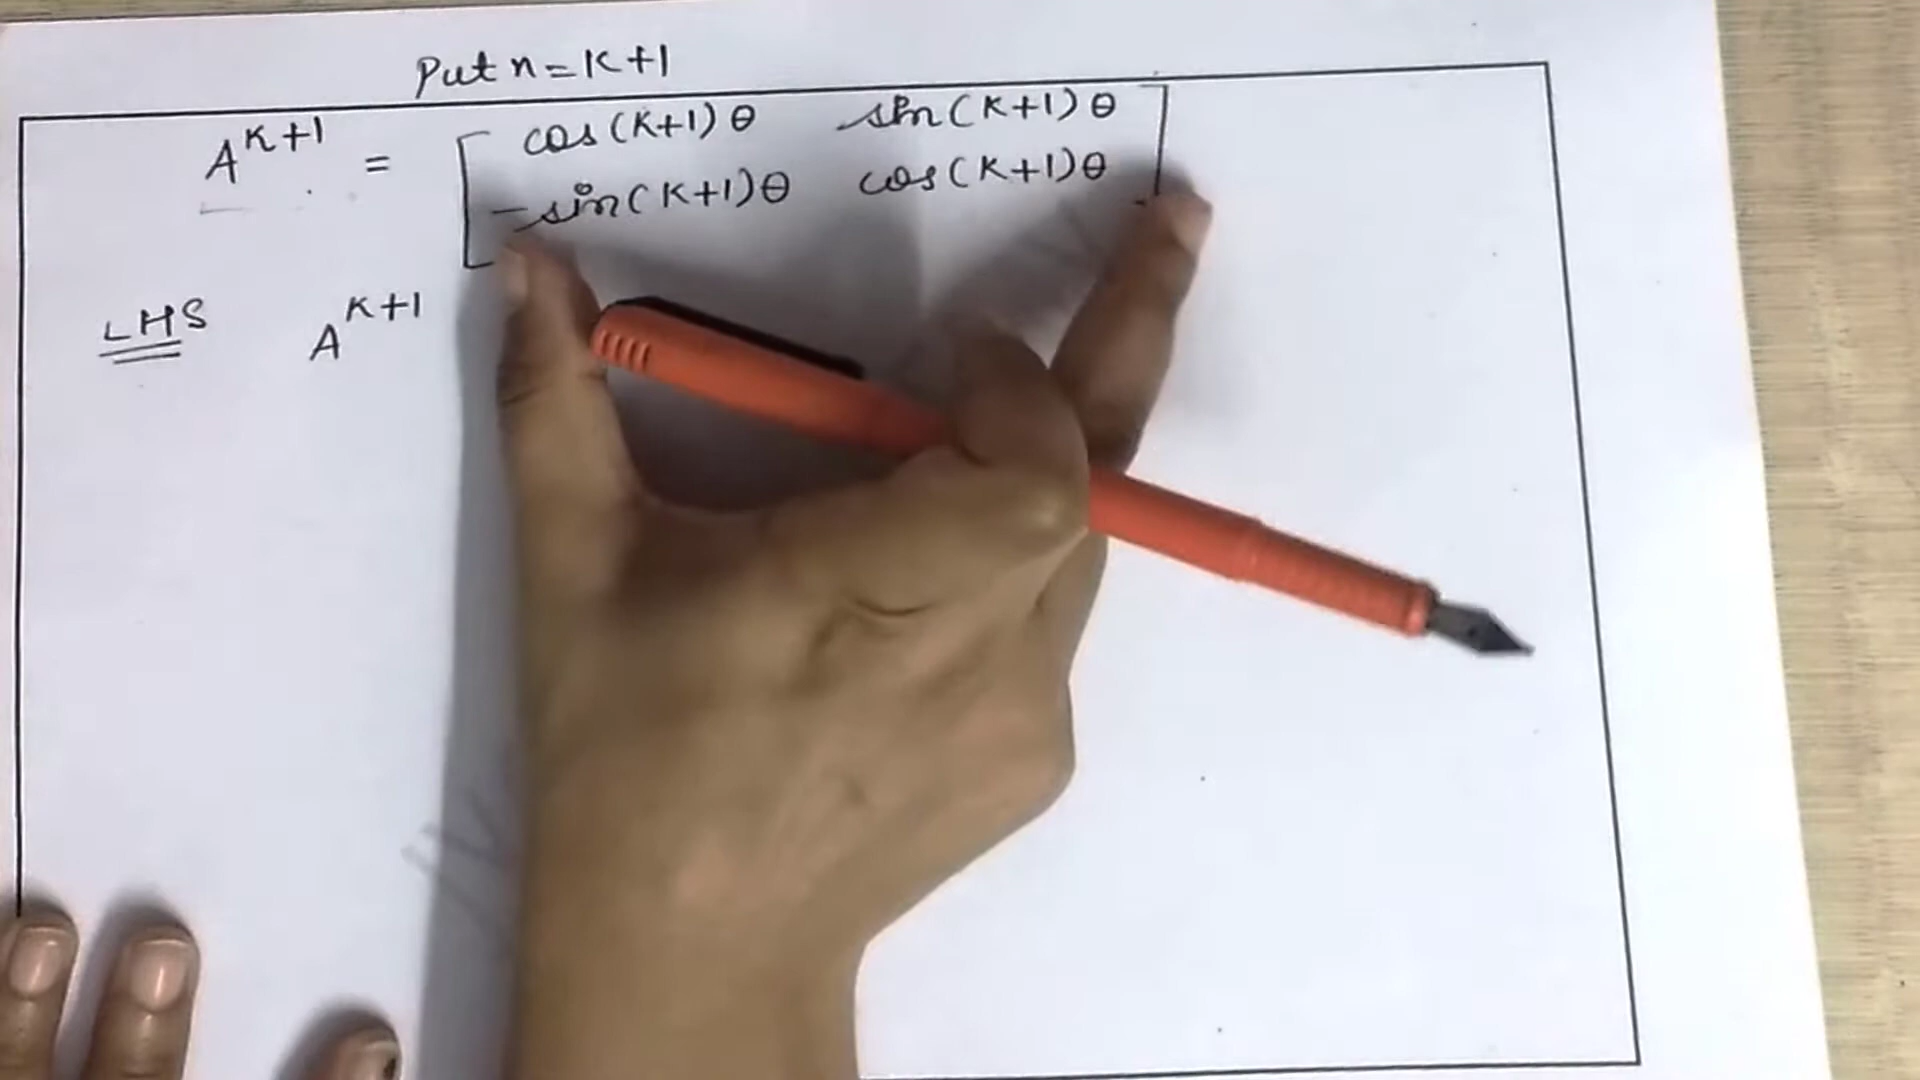 Put n=K+1
A^{K+1} = [ cos(K+1)θ sin(K+1)θ
-sin(K+1)θ cos(K+1)θ ]
LHS A^{K+1}